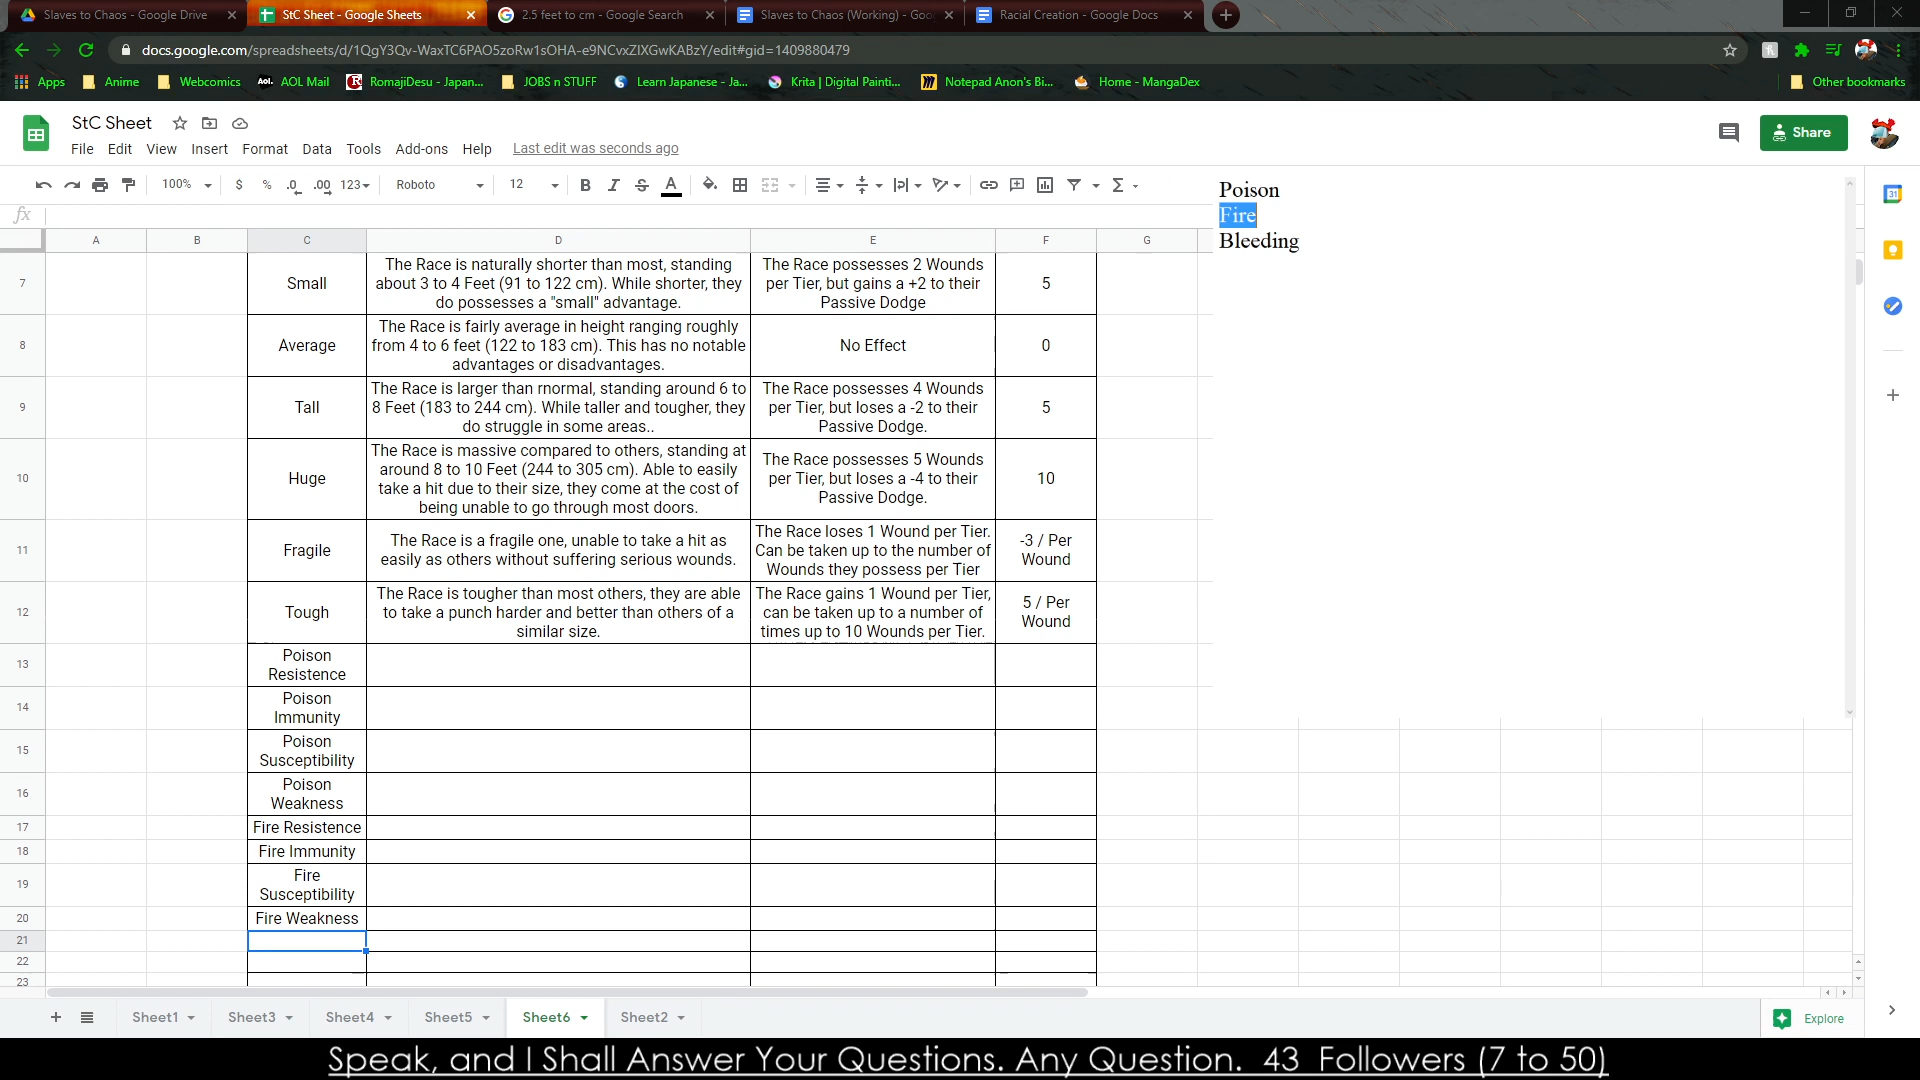 Slaves to Chaos - Google Drive
StC Sheet - Google Sheets
2.5 feet to cm - Google Search
Slaves to Chaos (Working) - Goo
Racial Creation - Google Docs
docs.google.com/spreadsheets/d/1QgY3Qv-WaxTC6PAO5zoRw1sOHA-e9NCvxZIXGwKABzY/edit#gid=1409880479
Apps Anime Webcomics Aol. AOL Mail RomajiDesu - Japan... JOBS n STUFF Learn Japanese - Ja... Krita | Digital Painti... Notepad Anon's Bi... Home - MangaDex Other bookmarks
StC Sheet
Share
File Edit View Insert Format Data Tools Add-ons Help Last edit was seconds ago
100% $ % .0 .00 123 Roboto 12 B I S A Σ
fx
Poison
Fire
Bleeding
31
A B C D E F G
7 Small
The Race is naturally shorter than most, standing
about 3 to 4 Feet (91 to 122 cm). While shorter, they
do possesses a "small" advantage.
The Race possesses 2 Wounds
per Tier, but gains a +2 to their
Passive Dodge
5
8 Average
The Race is fairly average in height ranging roughly
from 4 to 6 feet (122 to 183 cm). This has no notable
advantages or disadvantages.
No Effect
0
9 Tall
The Race is larger than rnormal, standing around 6 to
8 Feet (183 to 244 cm). While taller and tougher, they
do struggle in some areas..
The Race possesses 4 Wounds
per Tier, but loses a -2 to their
Passive Dodge.
5
10 Huge
The Race is massive compared to others, standing at
around 8 to 10 Feet (244 to 305 cm). Able to easily
take a hit due to their size, they come at the cost of
being unable to go through most doors.
The Race possesses 5 Wounds
per Tier, but loses a -4 to their
Passive Dodge.
10
11 Fragile
The Race is a fragile one, unable to take a hit as
easily as others without suffering serious wounds.
The Race loses 1 Wound per Tier.
Can be taken up to the number of
Wounds they possess per Tier
-3 / Per
Wound
12 Tough
The Race is tougher than most others, they are able
to take a punch harder and better than others of a
similar size.
The Race gains 1 Wound per Tier,
can be taken up to a number of
times up to 10 Wounds per Tier.
5 / Per
Wound
13 Poison
Resistence
14 Poison
Immunity
15 Poison
Susceptibility
16 Poison
Weakness
17 Fire Resistence
18 Fire Immunity
19 Fire
Susceptibility
20 Fire Weakness
21
22
23
Sheet1 Sheet3 Sheet4 Sheet5 Sheet6 Sheet2 Explore
Speak, and I Shall Answer Your Questions. Any Question. 43 Followers (7 to 50)